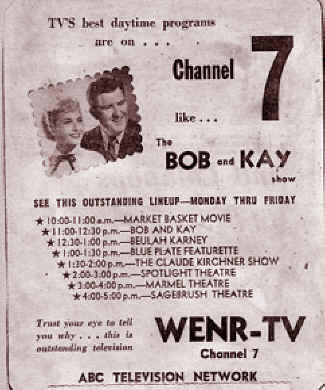 TV'S best daytime programs
are on . . .
Channel 7
like . . .
The
BOB and KAY
show
SEE THIS OUTSTANDING LINEUP—MONDAY THRU FRIDAY
★10:00-11:00 a.m.—MARKET BASKET MOVIE
★11:00-12:30 p.m.—BOB AND KAY
★12:30-1:00 p.m.—BEULAH KARNEY
★1:00-1:30 p.m.—BLUE PLATE FEATURETTE
★1:30-2:00 p.m.—THE CLAUDE KIRCHNER SHOW
★2:00-3:00 p.m.—SPOTLIGHT THEATRE
★3:00-4:00 p.m.—MARMEL THEATRE
★4:00-5:00 p.m.—SAGEBRUSH THEATRE
Trust your eye to tell
you why . . . this is
outstanding television
WENR-TV
Channel 7
ABC TELEVISION NETWORK